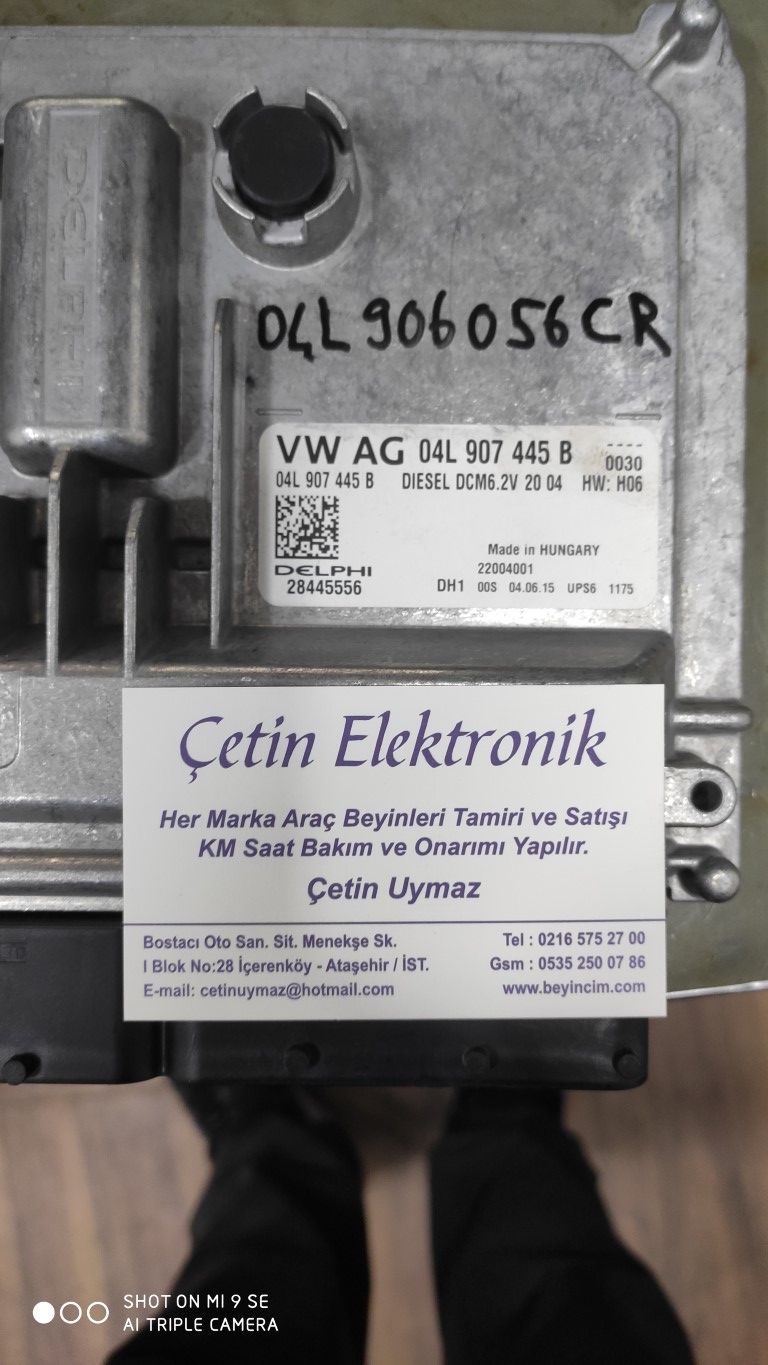 DELPHI
04L906056CR
VW AG 04L 907 445 B
----
0030
04L 907 445 B DIESEL DCM6.2V 20 04 HW: H06
Made in HUNGARY
DELPHI
22004001
28445556
DH1 00S 04.06.15 UPS6 1175
Çetin Elektronik
Her Marka Araç Beyinleri Tamiri ve Satışı
KM Saat Bakım ve Onarımı Yapılır.
Çetin Uymaz
Bostacı Oto San. Sit. Menekşe Sk.
I Blok No:28 İçerenköy - Ataşehir / İST.
E-mail: cetinuymaz@hotmail.com
Tel : 0216 575 27 00
Gsm : 0535 250 07 86
www.beyincim.com
SHOT ON MI 9 SE
AI TRIPLE CAMERA